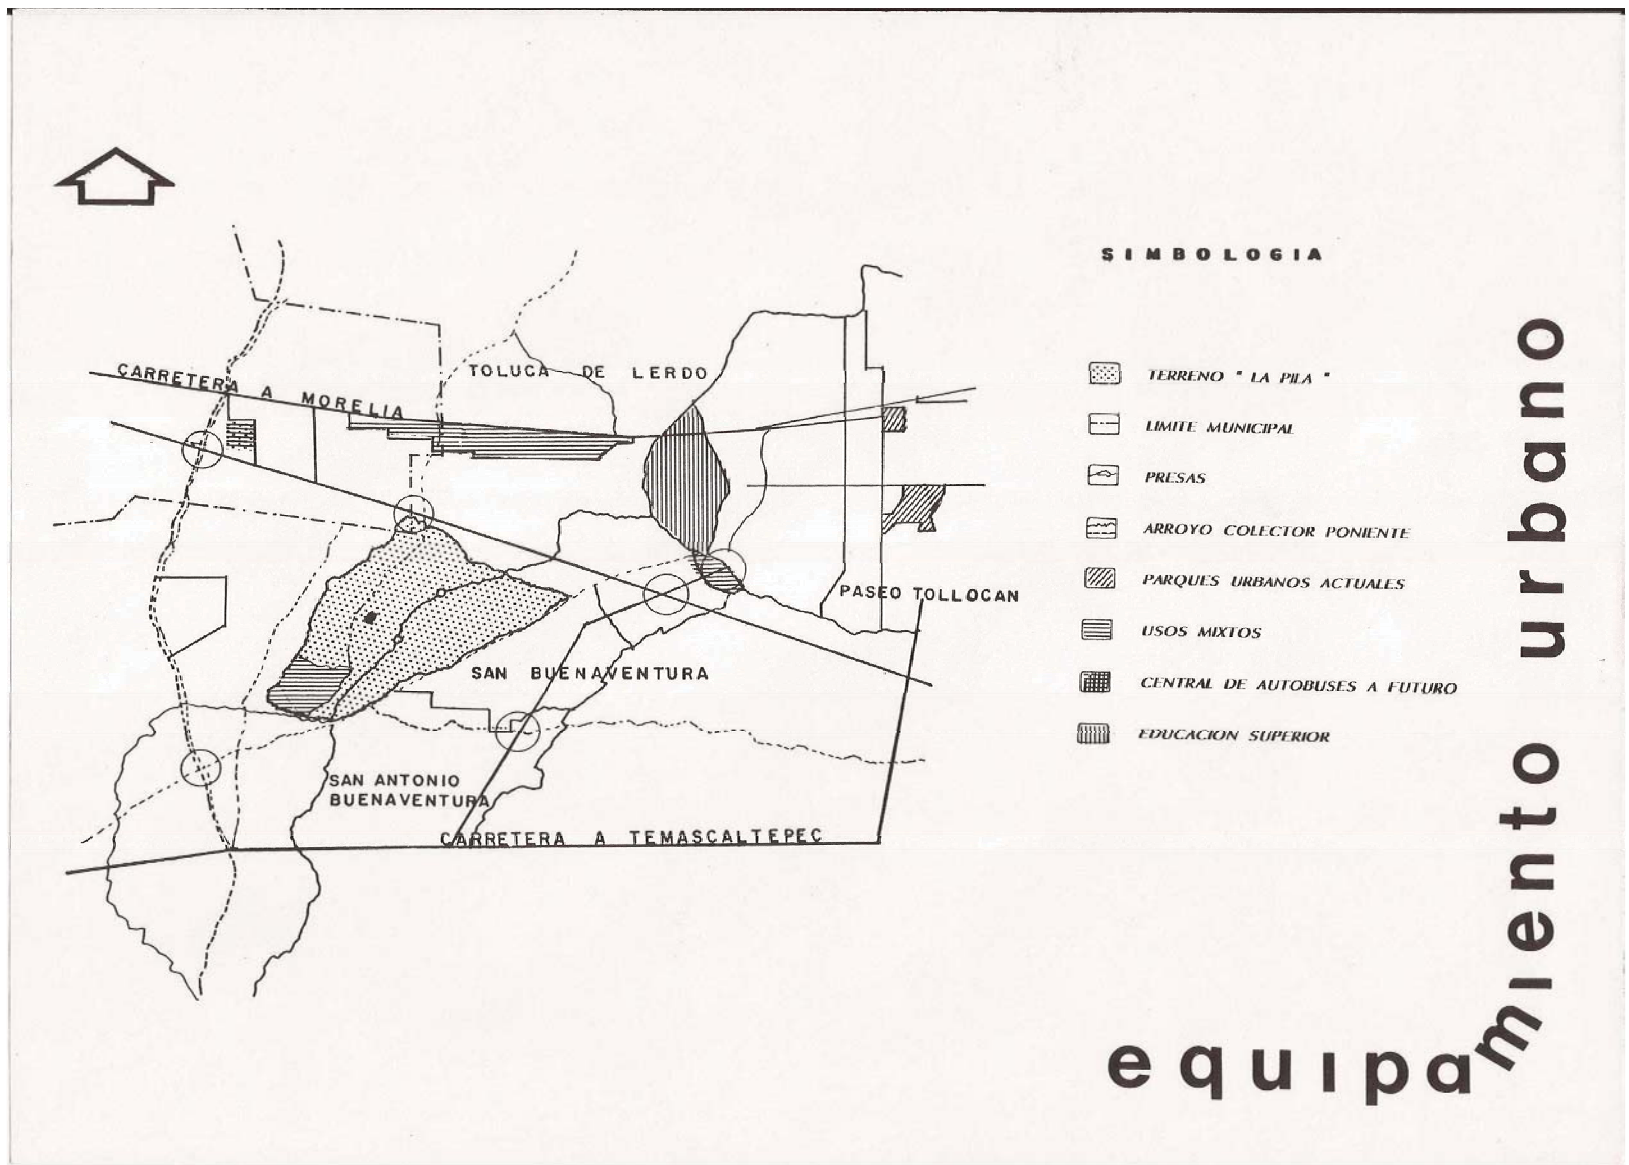 SIMBOLOGIA
CARRETERA A MORELIA
TOLUCA DE LERDO
PASEO TOLLOCAN
SAN BUENAVENTURA
SAN ANTONIO
BUENAVENTURA
CARRETERA A TEMASCALTEPEC
TERRENO " LA PILA "
LIMITE MUNICIPAL
PRESAS
ARROYO COLECTOR PONIENTE
PARQUES URBANOS ACTUALES
USOS MIXTOS
CENTRAL DE AUTOBUSES A FUTURO
EDUCACION SUPERIOR
equipamiento urbano